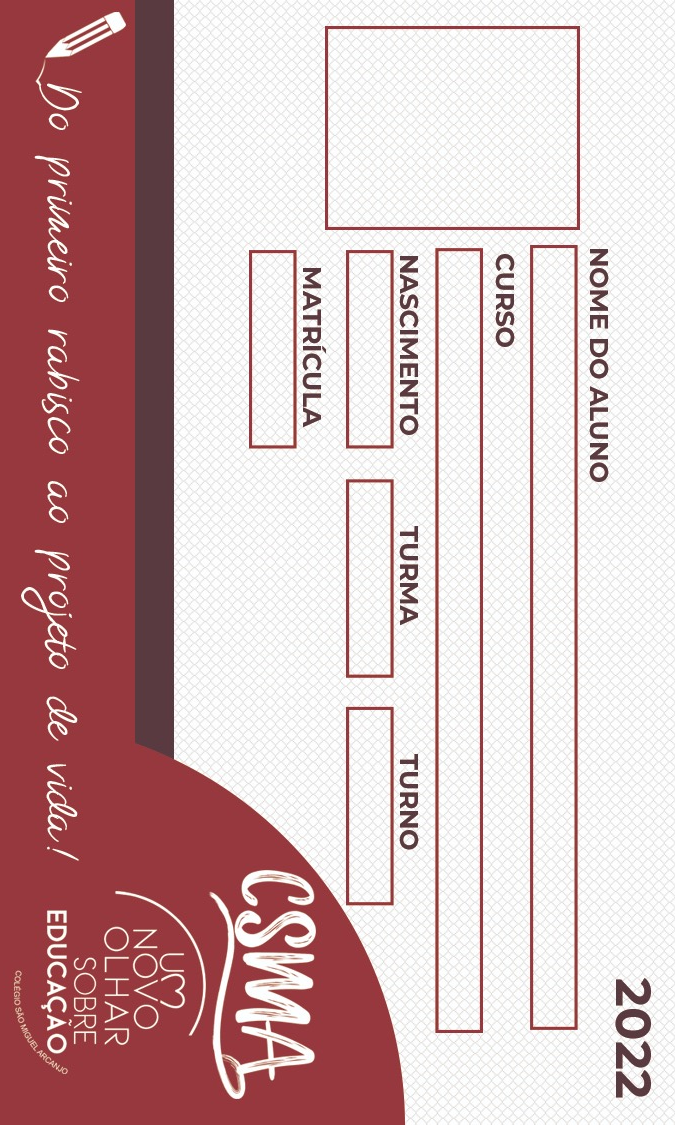 2022
NOME DO ALUNO
CURSO
NASCIMENTO
TURMA
TURNO
MATRÍCULA
CSMA
UM
NOVO
OLHAR
SOBRE
EDUCAÇÃO
COLÉGIO SÃO MIGUEL ARCANJO
Do primeiro rabisco ao projeto de vida!